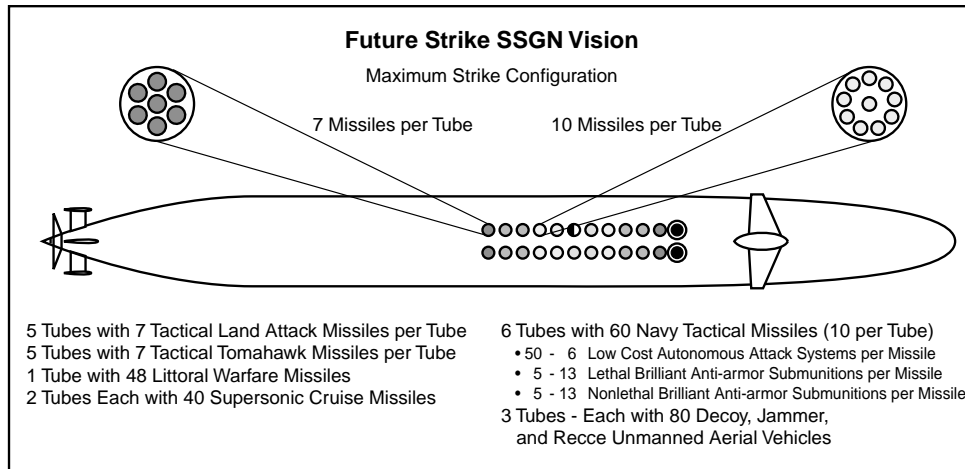 Future Strike SSGN Vision
Maximum Strike Configuration
7 Missiles per Tube
10 Missiles per Tube
5 Tubes with 7 Tactical Land Attack Missiles per Tube
5 Tubes with 7 Tactical Tomahawk Missiles per Tube
1 Tube with 48 Littoral Warfare Missiles
2 Tubes Each with 40 Supersonic Cruise Missiles
6 Tubes with 60 Navy Tactical Missiles (10 per Tube)
• 50 - 6 Low Cost Autonomous Attack Systems per Missile
• 5 - 13 Lethal Brilliant Anti-armor Submunitions per Missile
• 5 - 13 Nonlethal Brilliant Anti-armor Submunitions per Missile
3 Tubes - Each with 80 Decoy, Jammer,
and Recce Unmanned Aerial Vehicles